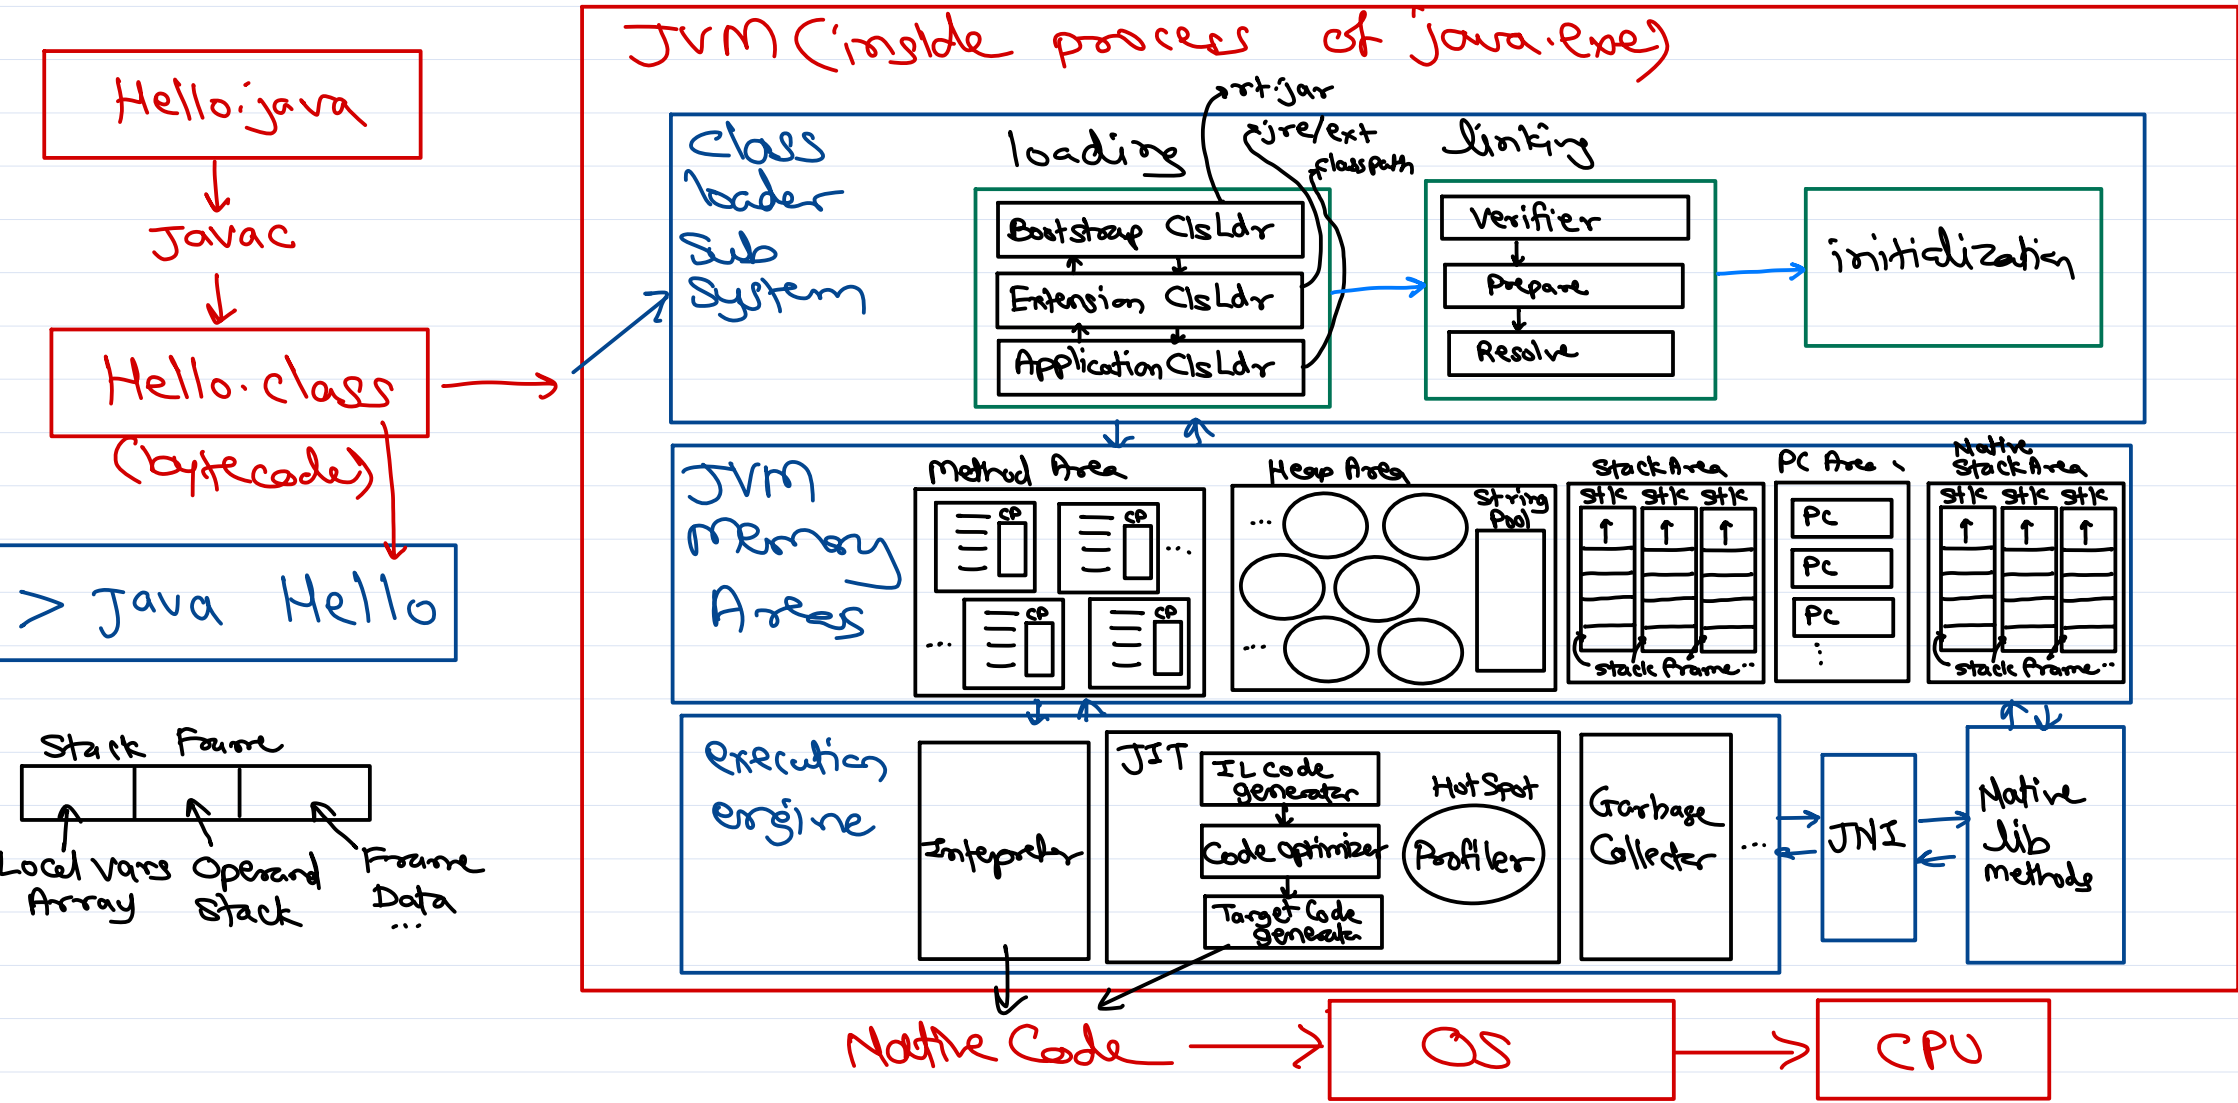 JVM (inside process of java.exe)
Hello.java
Javac
Hello.class
(bytecode)
> Java Hello
Stack Frame
Local Vars Array
Operand Stack
Frame Data
...
Class
loader
Sub
System
loading
rt.jar
jre/ext
classpath
Bootstrap ClsLdr
Extension ClsLdr
Application ClsLdr
linking
Verifier
Prepare
Resolve
initialization
JVM
Memory
Areas
Method Area
CP
CP
...
...
CP
CP
Heap Area
...
...
String
Pool
Stack Area
Stk Stk Stk
Stack Frame...
PC Area
PC
PC
PC
...
Native
Stack Area
Stk Stk Stk
Stack Frame...
execution
engine
Interpreter
JIT
IL code
generator
Code Optimizer
Target Code
generator
HotSpot
Profiler
Garbage
Collector
...
JNI
Native
lib
methods
Native Code
OS
CPU